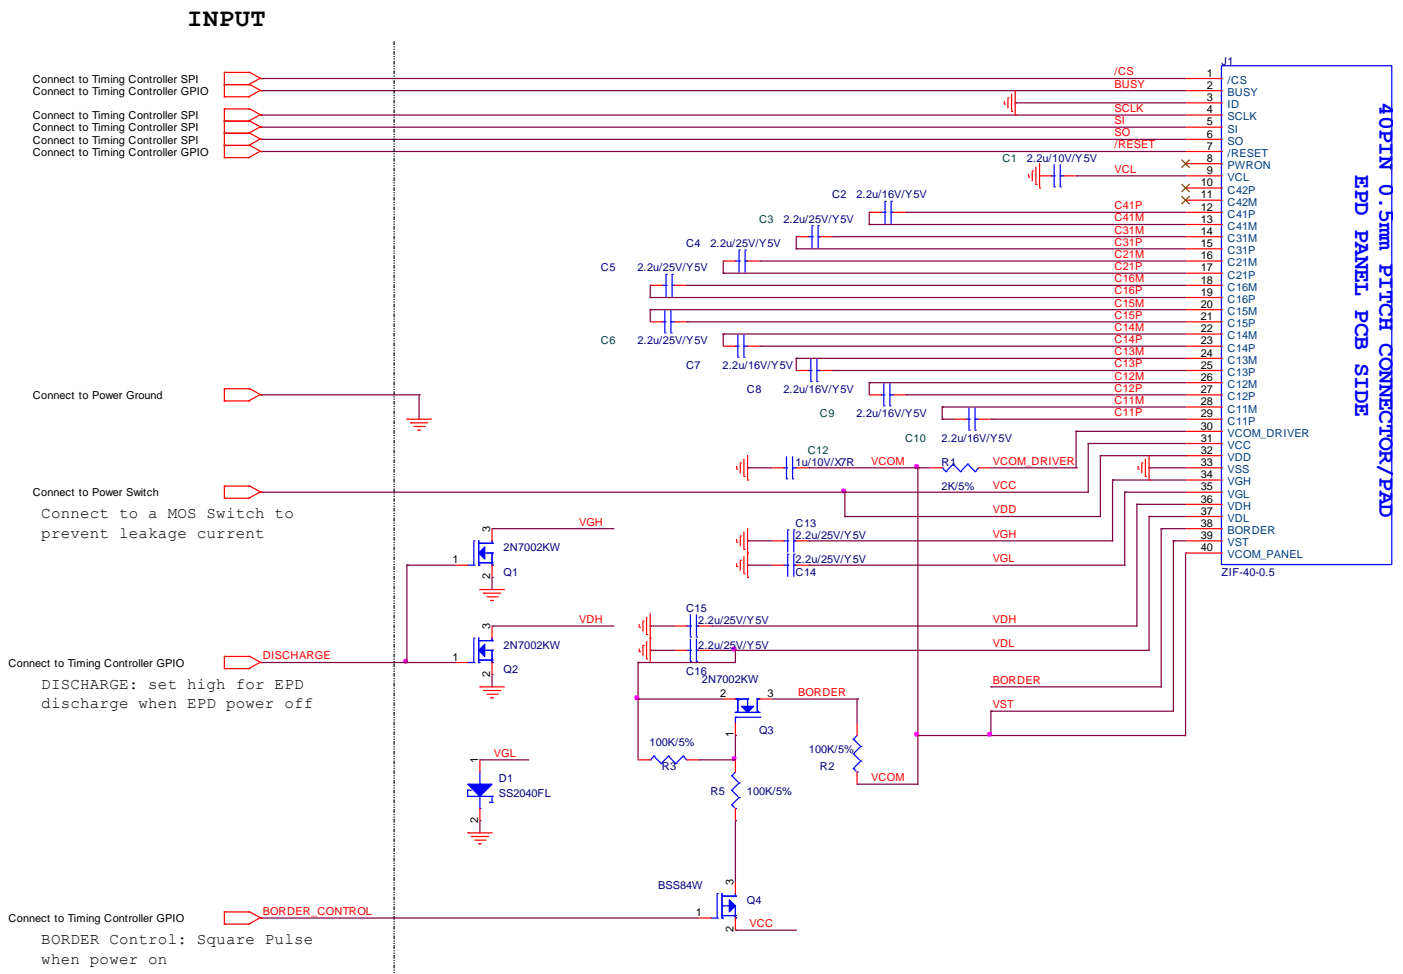 INPUT
Connect to Timing Controller SPI
Connect to Timing Controller GPIO
Connect to Timing Controller SPI
Connect to Timing Controller SPI
Connect to Timing Controller SPI
Connect to Timing Controller GPIO
Connect to Power Ground
Connect to Power Switch
Connect to a MOS Switch to
prevent leakage current
Connect to Timing Controller GPIO
DISCHARGE
DISCHARGE: set high for EPD
discharge when EPD power off
Connect to Timing Controller GPIO
BORDER_CONTROL
BORDER Control: Square Pulse
when power on
3
VGH
2N7002KW
1
2
Q1
3
VDH
2N7002KW
1
2
Q2
1
VGL
D1
SS2040FL
2
C1 2.2u/10V/Y5V
C2 2.2u/16V/Y5V
C3 2.2u/25V/Y5V
C4 2.2u/25V/Y5V
C5 2.2u/25V/Y5V
C6 2.2u/25V/Y5V
C7 2.2u/16V/Y5V
C8 2.2u/16V/Y5V
C9 2.2u/16V/Y5V
C10 2.2u/16V/Y5V
C12
1u/10V/X7R
VCOM
R1
2K/5%
VCOM_DRIVER
VCC
VDD
C13
2.2u/25V/Y5V
VGH
2.2u/25V/Y5V
C14
VGL
C15
2.2u/25V/Y5V
VDH
2.2u/25V/Y5V
C16
VDL
2N7002KW
2
3
BORDER
1
Q3
BORDER
VST
100K/5%
R3
100K/5%
R2
VCOM
R5 100K/5%
BSS84W
3
Q4
1
2
VCC
/CS
BUSY
SCLK
SI
SO
/RESET
VCL
C41P
C41M
C31M
C31P
C21M
C21P
C16M
C16P
C15M
C15P
C14M
C14P
C13M
C13P
C12M
C12P
C11M
C11P
J1
1 /CS
2 BUSY
3 ID
4 SCLK
5 SI
6 SO
7 /RESET
8 PWRON
9 VCL
10 C42P
11 C42M
12 C41P
13 C41M
14 C31M
15 C31P
16 C21M
17 C21P
18 C16M
19 C16P
20 C15M
21 C15P
22 C14M
23 C14P
24 C13M
25 C13P
26 C12M
27 C12P
28 C11M
29 C11P
30 VCOM_DRIVER
31 VCC
32 VDD
33 VSS
34 VGH
35 VGL
36 VDH
37 VDL
38 BORDER
39 VST
40 VCOM_PANEL
ZIF-40-0.5
40PIN 0.5mm PITCH CONNECTOR/PAD
EPD PANEL PCB SIDE